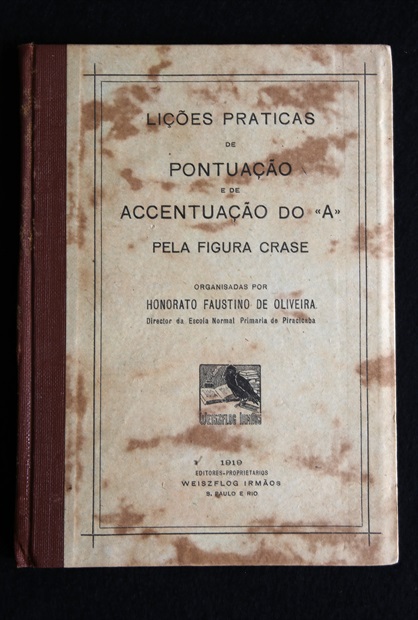 LIÇÕES PRATICAS
DE
PONTUAÇÃO
E DE
ACCENTUAÇÃO DO «A»
PELA FIGURA CRASE
ORGANISADAS POR
HONORATO FAUSTINO DE OLIVEIRA
Director da Escola Normal Primaria de Piracicaba
WEISZFLOG IRMÃOS
1919
EDITORES-PROPRIETARIOS
WEISZFLOG IRMÃOS
S. PAULO E RIO